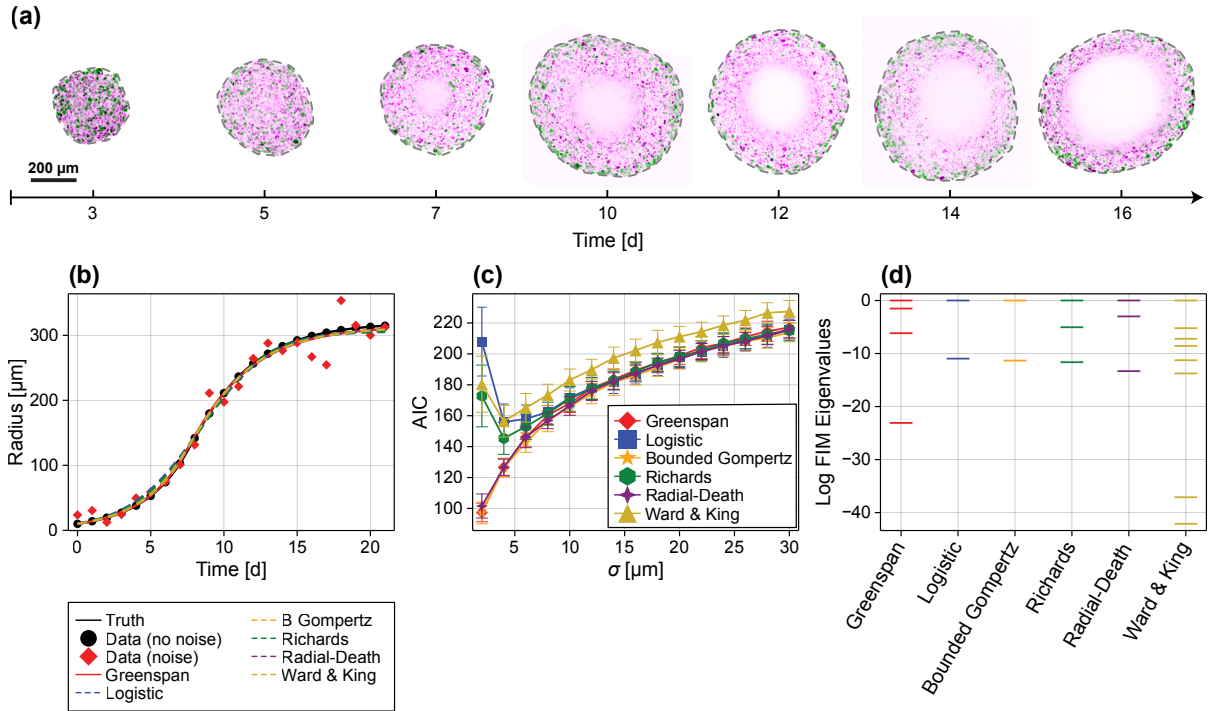 (a)
200 µm
3 5 7 10 12 14 16
Time [d]
(b)
Radius [µm]
300
200
100
0
0 5 10 15 20
Time [d]
Truth
Data (no noise)
Data (noise)
Greenspan
Logistic
B Gompertz
Richards
Radial-Death
Ward & King
(c)
AIC
220
200
180
160
140
120
100
5 10 15 20 25 30
σ [µm]
Greenspan
Logistic
Bounded Gompertz
Richards
Radial-Death
Ward & King
(d)
Log FIM Eigenvalues
0
−10
−20
−30
−40
Greenspan
Logistic
Bounded Gompertz
Richards
Radial-Death
Ward & King